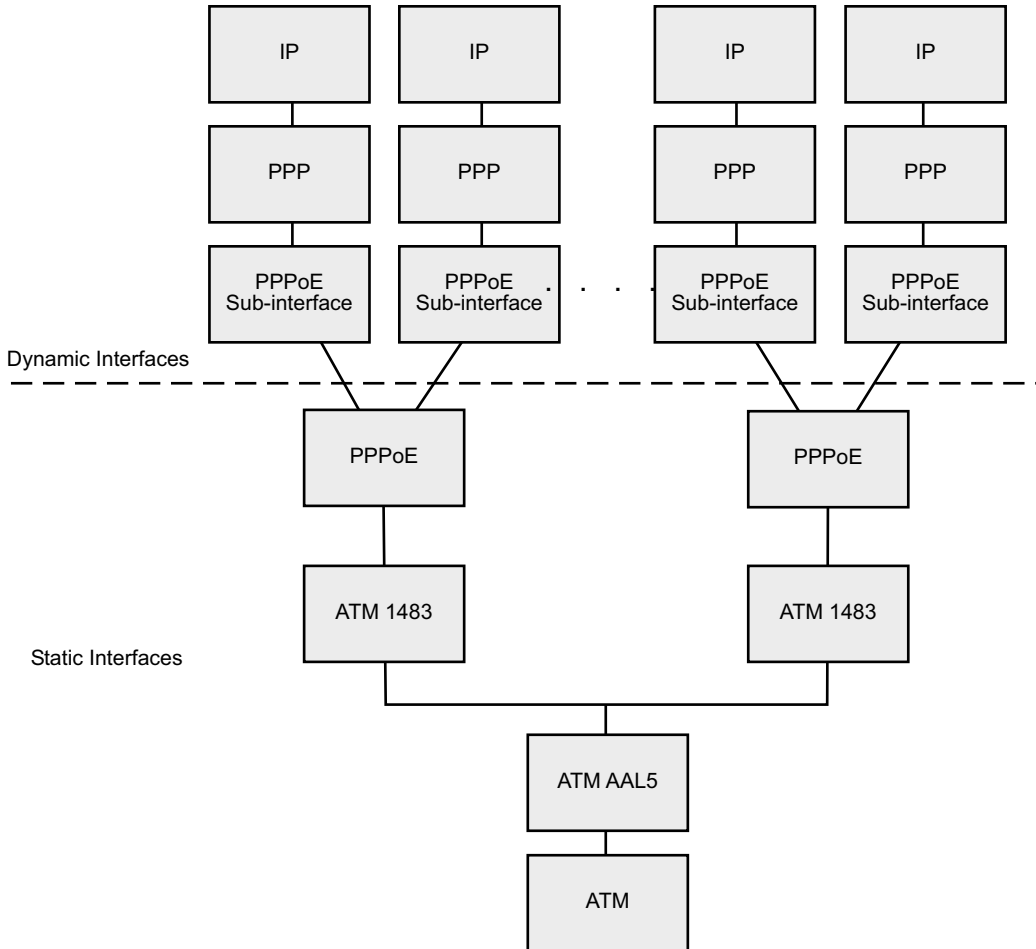 IP IP IP IP
PPP PPP PPP PPP
PPPoE PPPoE PPPoE PPPoE
Sub-interface Sub-interface . . . . Sub-interface Sub-interface
Dynamic Interfaces
PPPoE PPPoE
ATM 1483 ATM 1483
Static Interfaces
ATM AAL5
ATM